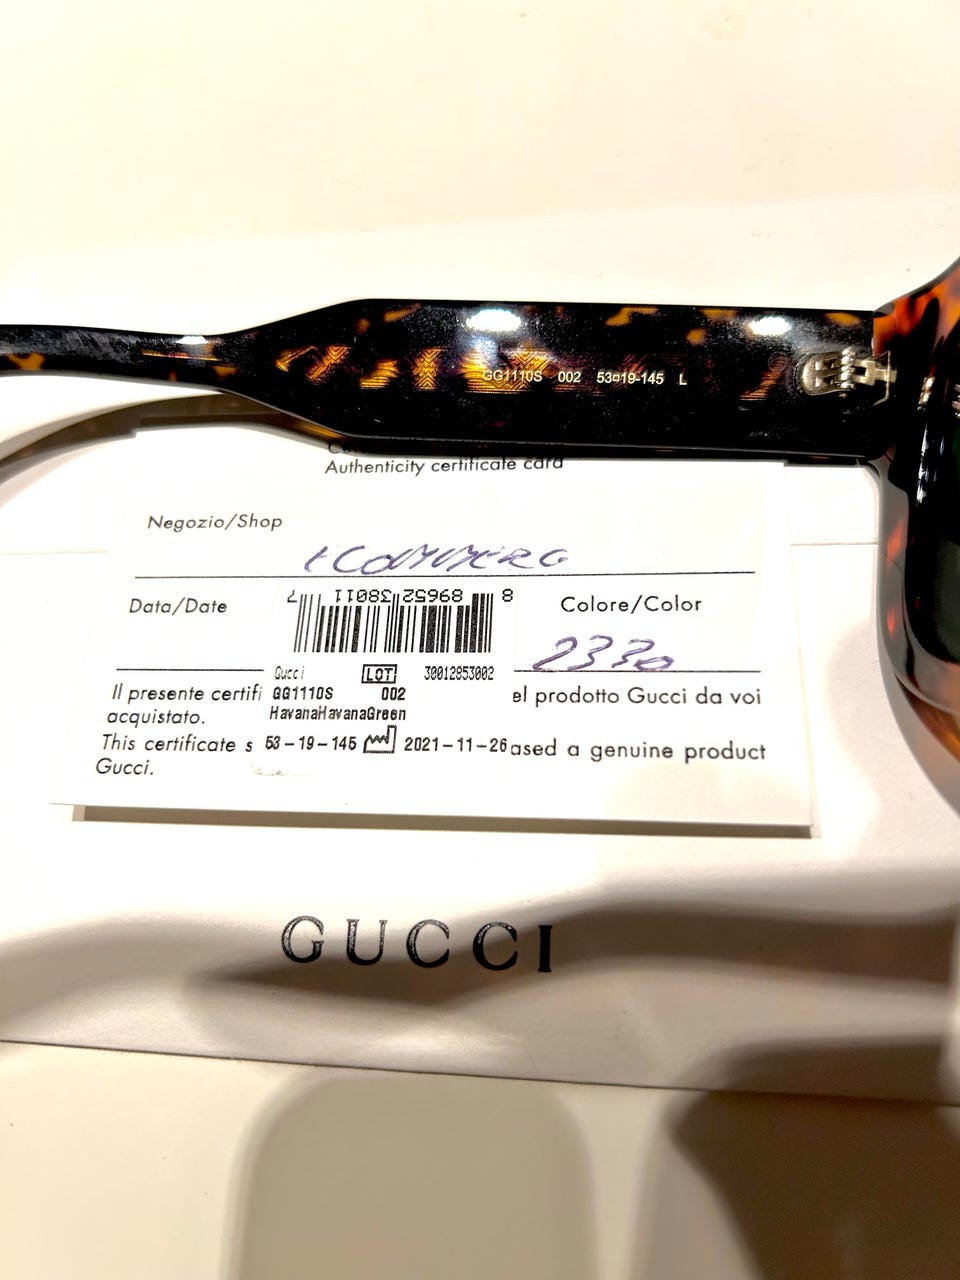 GG1110S 002 53□19-145 L
Authenticity certificate card
Negozio/Shop
Data/Date
8 896523 38011 7
Colore/Color
2330
Gucci LOT 30012853002
GG1110S 002
HavanaHavanaGreen
53-19-145 2021-11-26
Il presente certifi el prodotto Gucci da voi
acquistato.
This certificate s ased a genuine product
Gucci.
GUCCI